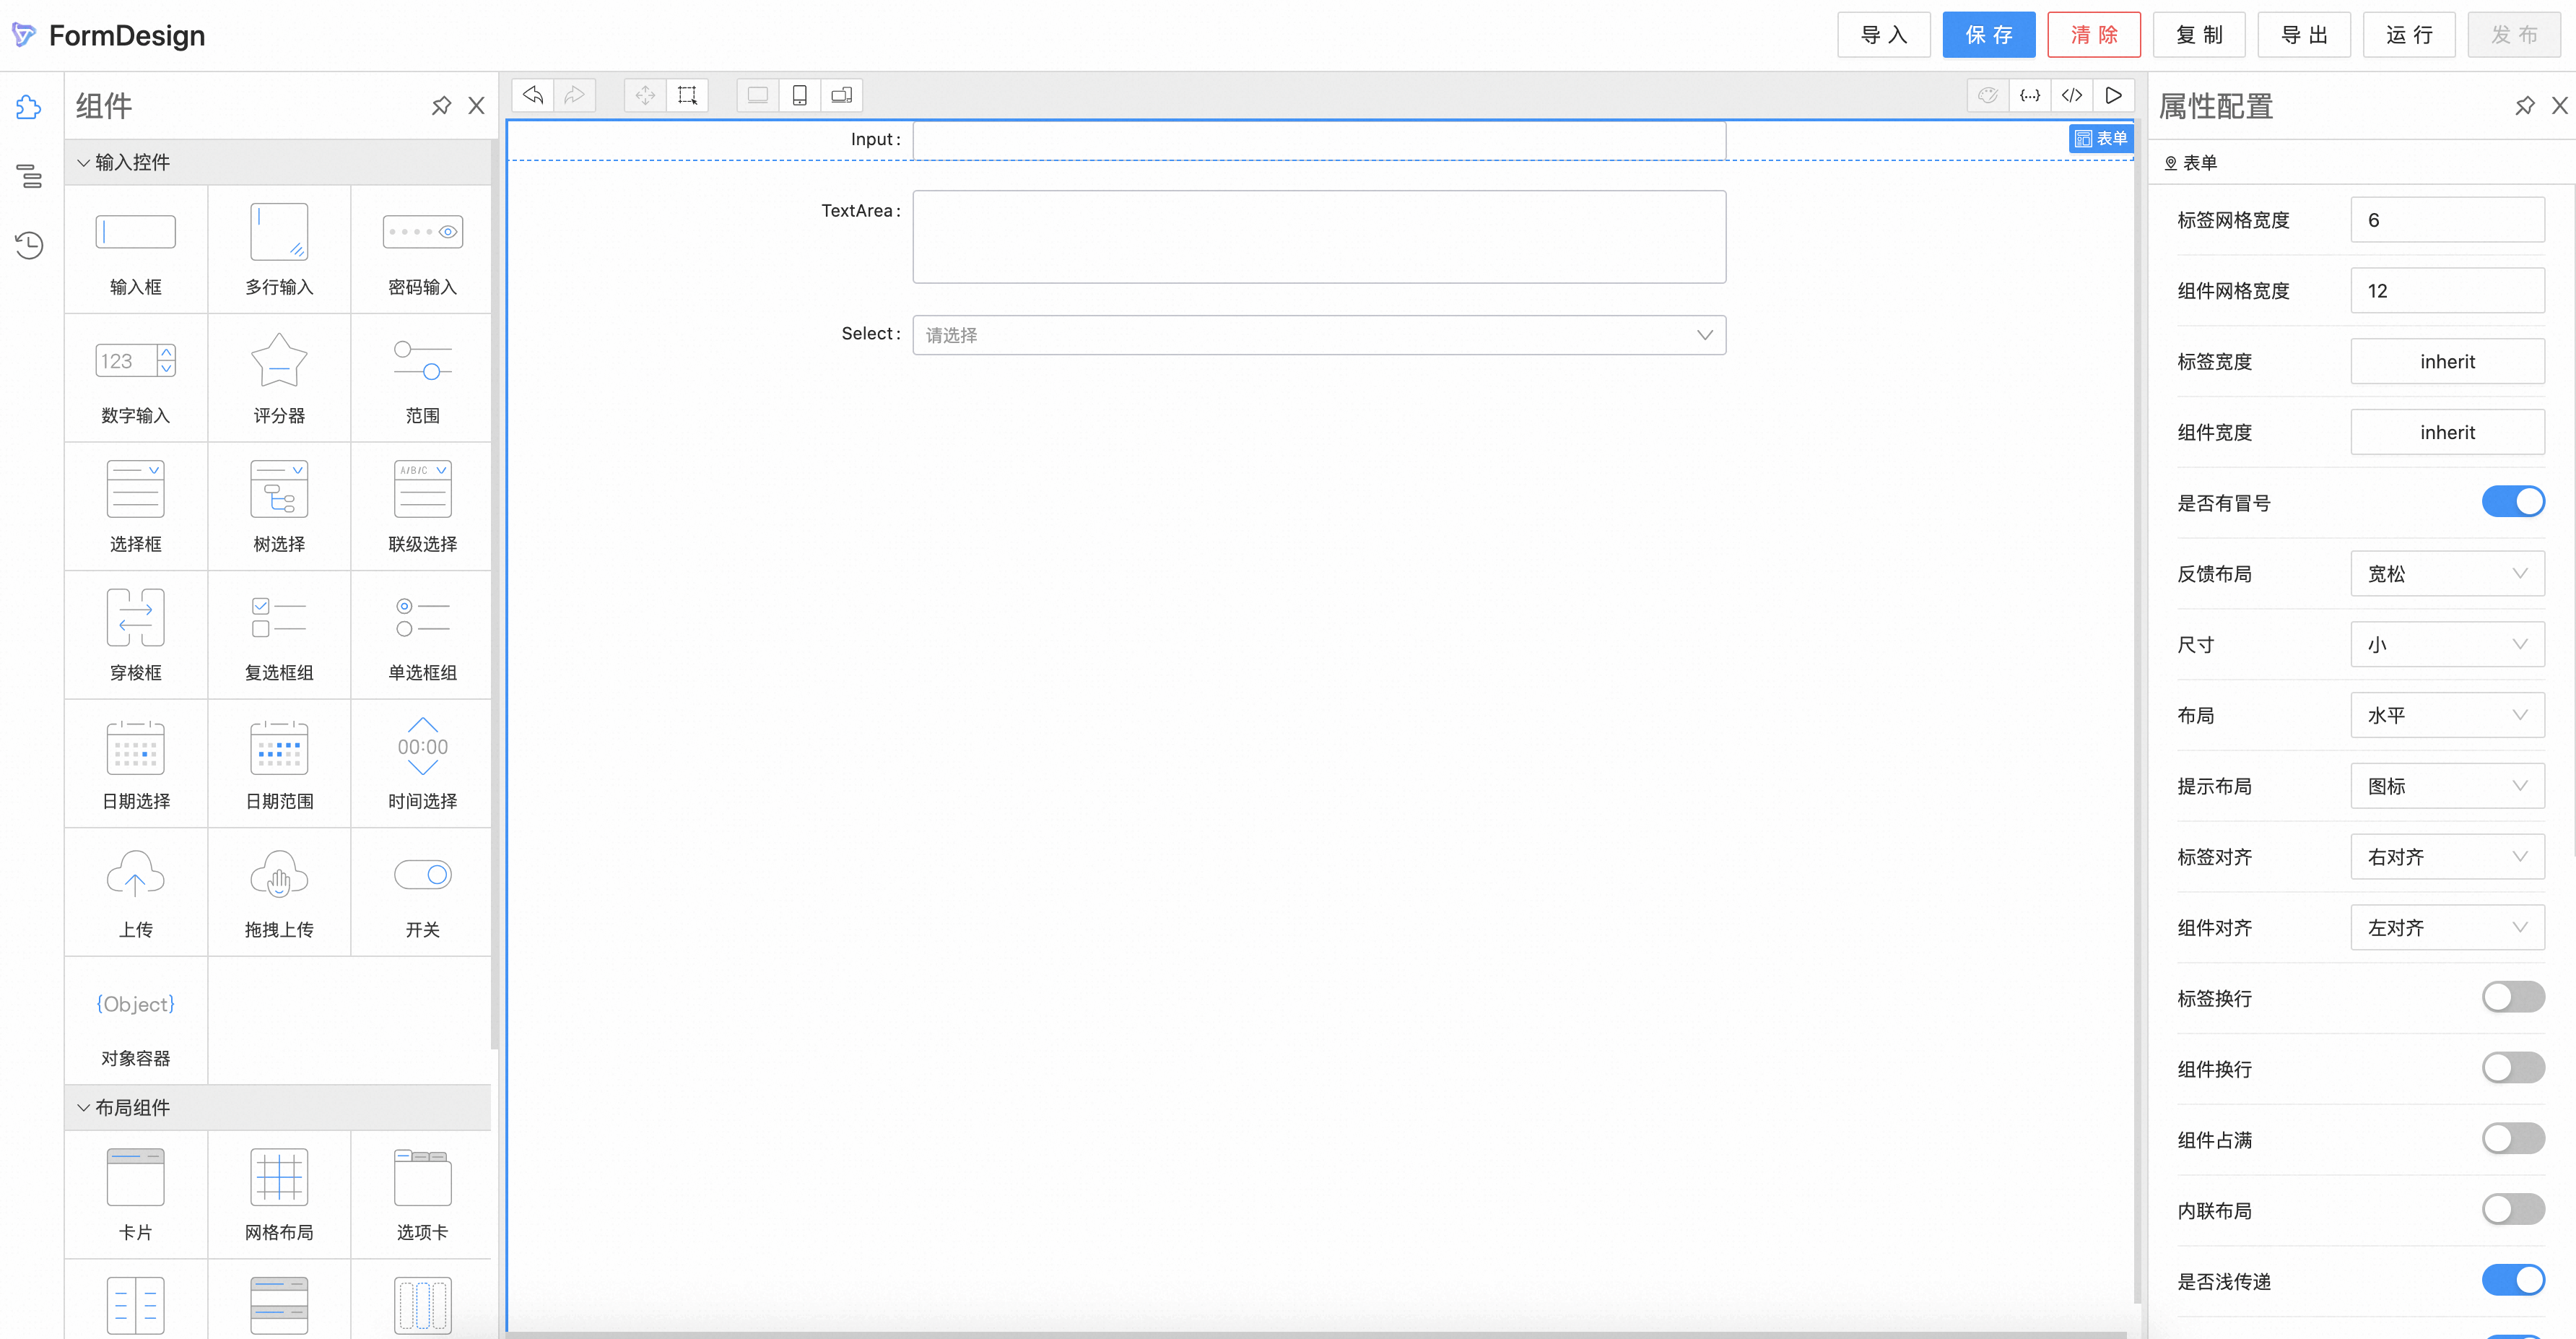 FormDesign
导入
保存
清除
复制
导出
运行
发布
组件
输入控件
输入框
多行输入
密码输入
123
数字输入
评分器
范围
选择框
树选择
A/B/C
联级选择
穿梭框
复选框组
单选框组
日期选择
日期范围
00:00
时间选择
上传
拖拽上传
开关
{Object}
对象容器
布局组件
卡片
网格布局
选项卡
{...}
</>
Input :
表单
TextArea :
Select :
请选择
属性配置
表单
标签网格宽度
6
组件网格宽度
12
标签宽度
inherit
组件宽度
inherit
是否有冒号
反馈布局
宽松
尺寸
小
布局
水平
提示布局
图标
标签对齐
右对齐
组件对齐
左对齐
标签换行
组件换行
组件占满
内联布局
是否浅传递